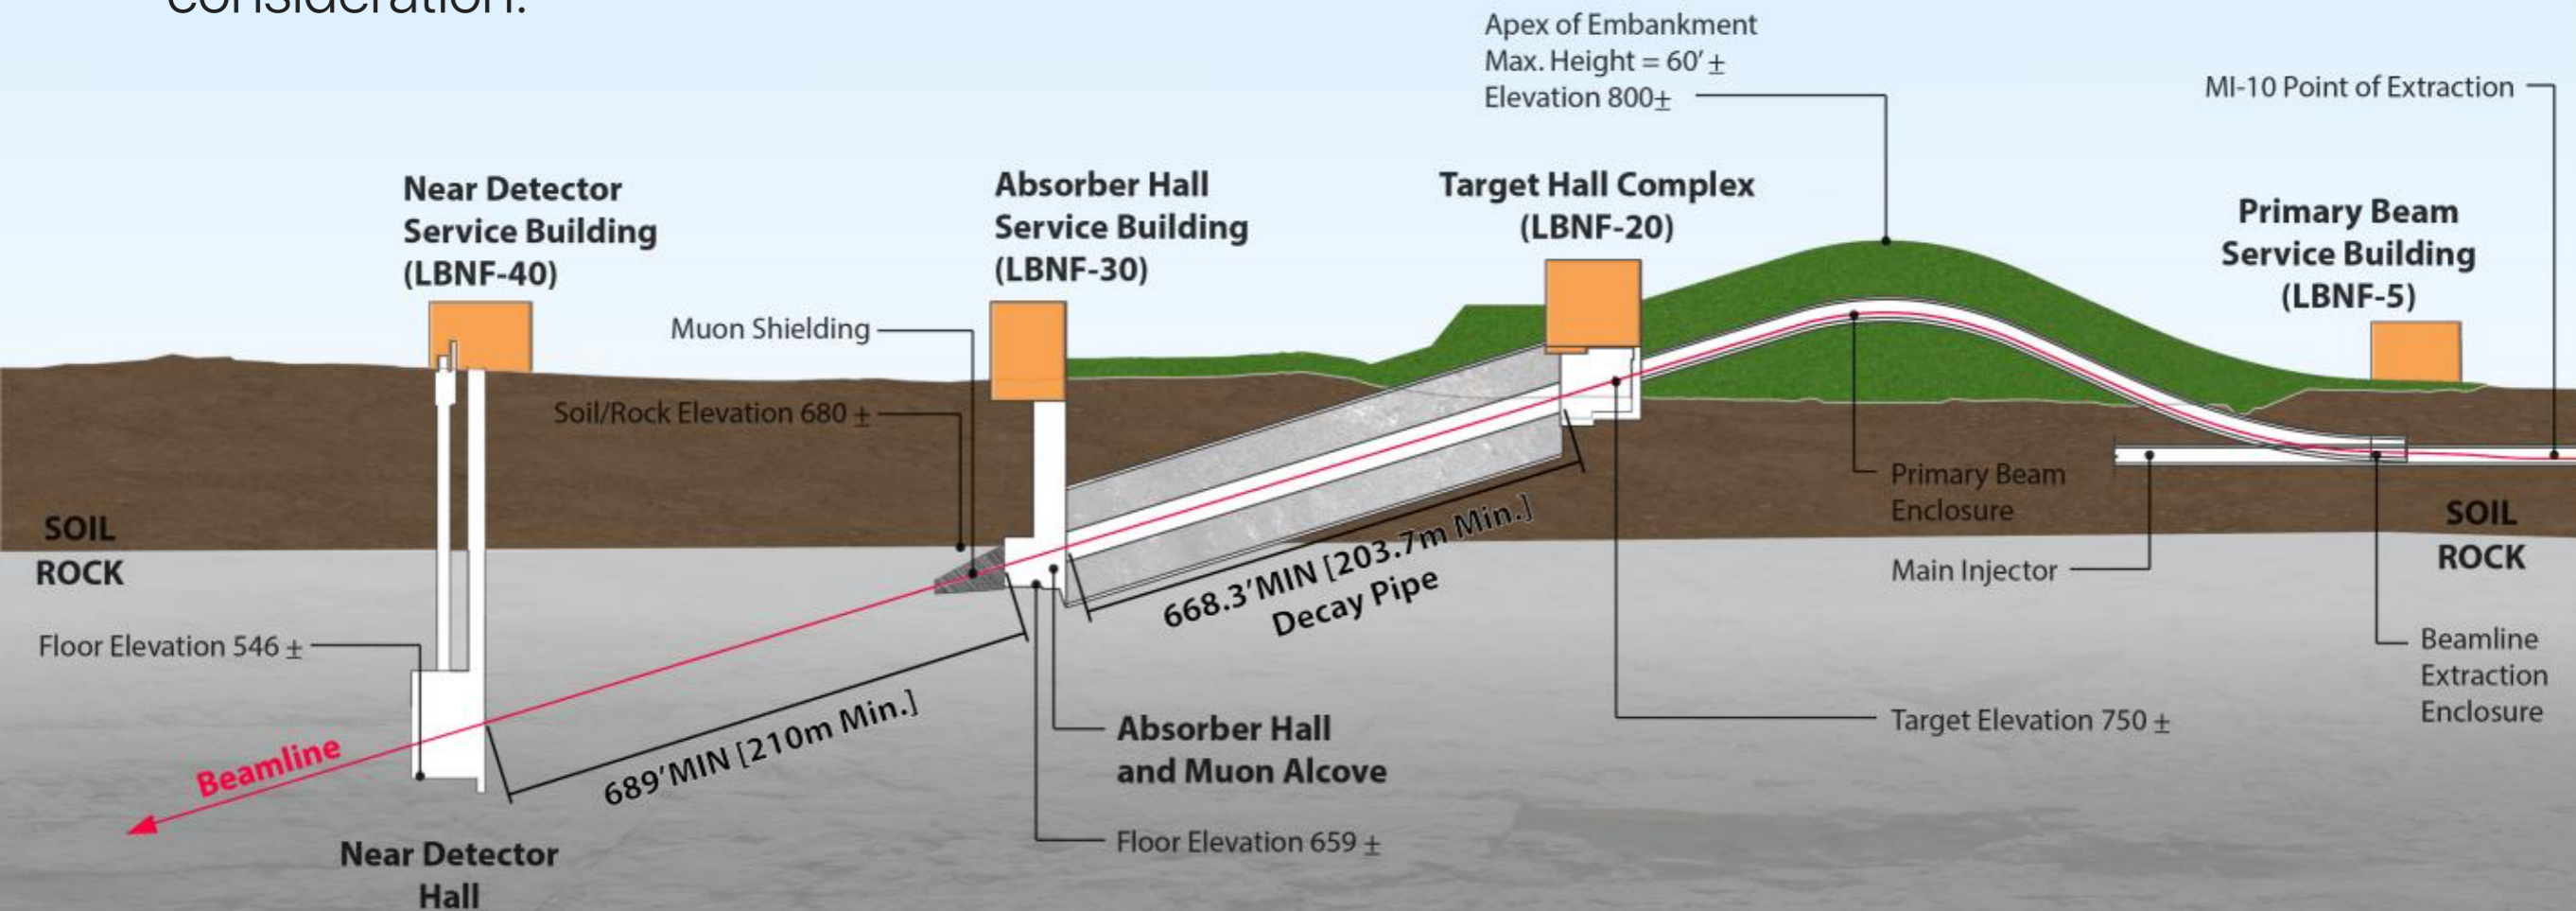 consideration.
Apex of Embankment
Max. Height = 60' ±
Elevation 800±
MI-10 Point of Extraction
Near Detector
Service Building
(LBNF-40)
Absorber Hall
Service Building
(LBNF-30)
Target Hall Complex
(LBNF-20)
Primary Beam
Service Building
(LBNF-5)
Muon Shielding
Soil/Rock Elevation 680 ±
SOIL
ROCK
Primary Beam
Enclosure
SOIL
ROCK
668.3'MIN [203.7m Min.]
Decay Pipe
Main Injector
Floor Elevation 546 ±
Beamline
Extraction
Enclosure
689'MIN [210m Min.]
Absorber Hall
and Muon Alcove
Target Elevation 750 ±
Beamline
Floor Elevation 659 ±
Near Detector
Hall